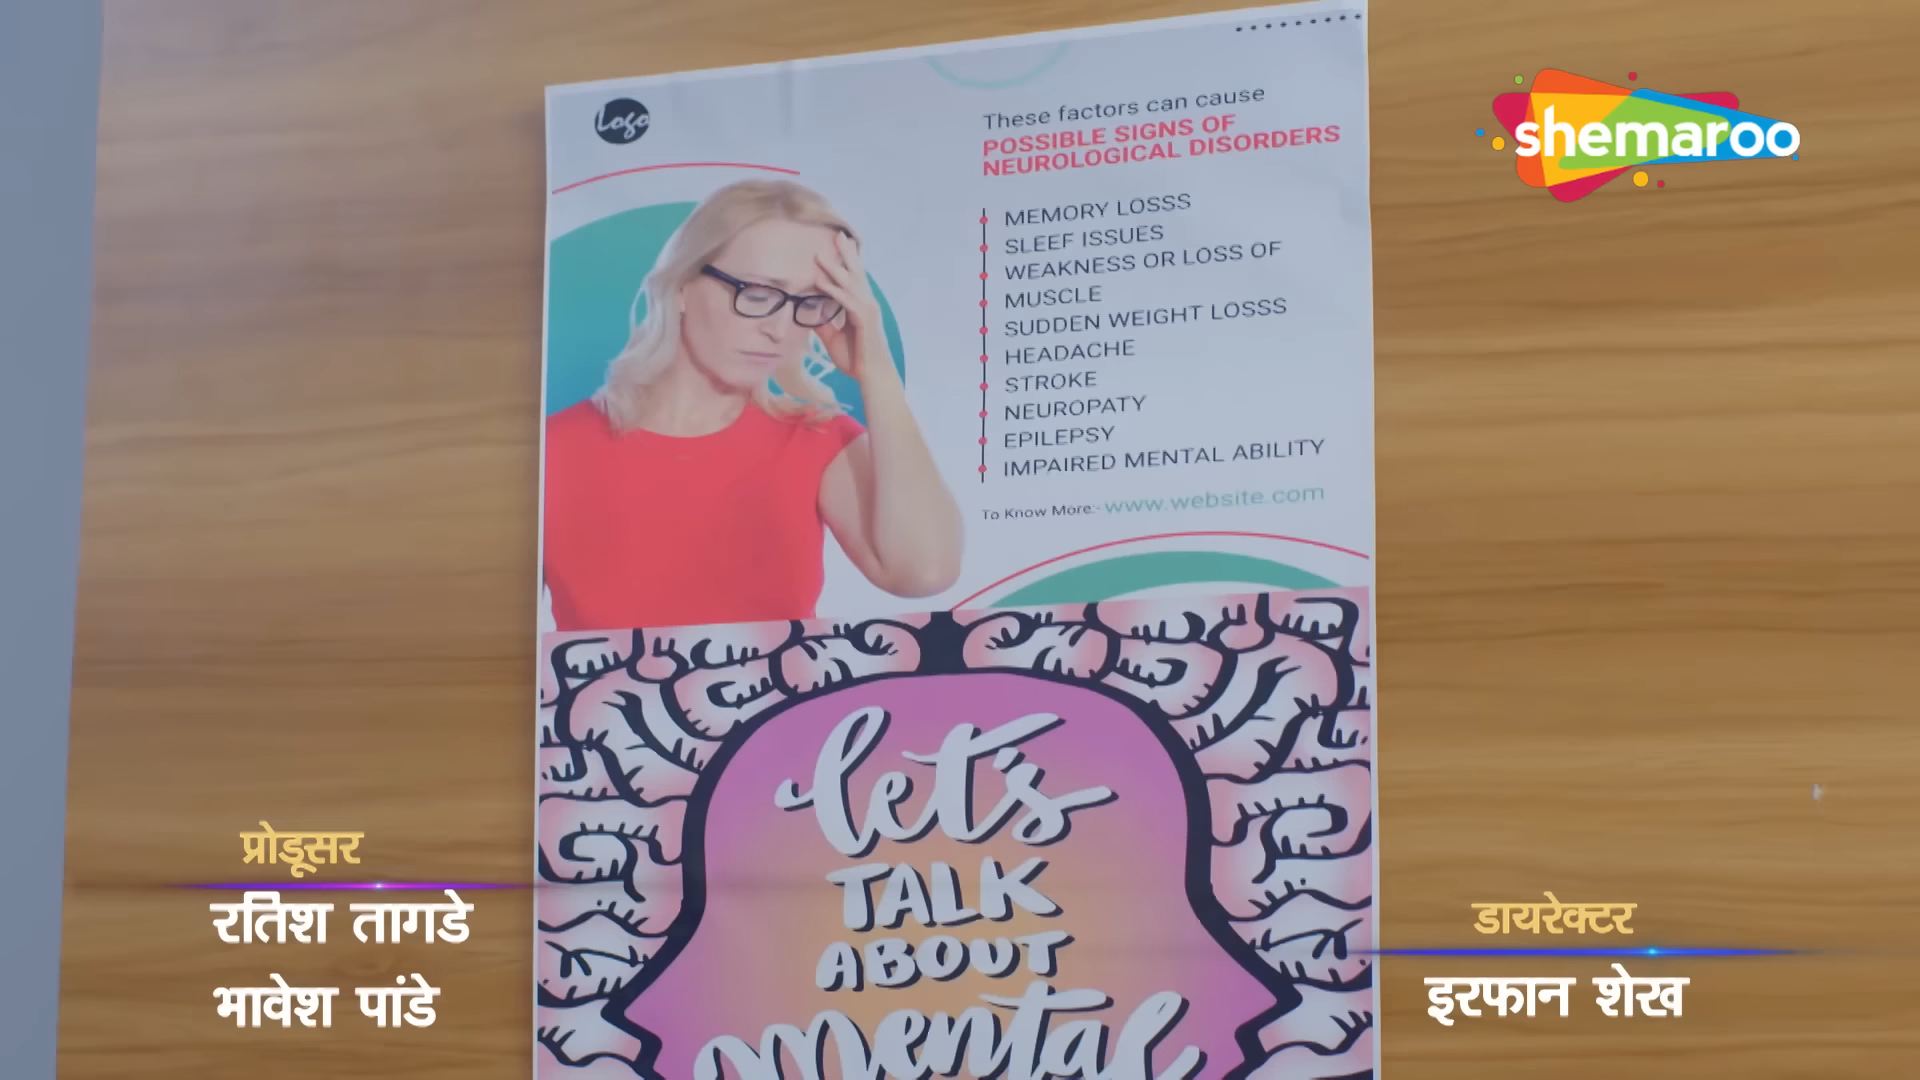 Logo
These factors can cause
POSSIBLE SIGNS OF
NEUROLOGICAL DISORDERS
MEMORY LOSSS
SLEEF ISSUES
WEAKNESS OR LOSS OF
MUSCLE
SUDDEN WEIGHT LOSSS
HEADACHE
STROKE
NEUROPATY
EPILEPSY
IMPAIRED MENTAL ABILITY
To Know More:- www.website.com
let's
TALK
ABOUT
mental
shemaroo
प्रोडूसर
रतिश तागडे
भावेश पांडे
डायरेक्टर
इरफान शेख